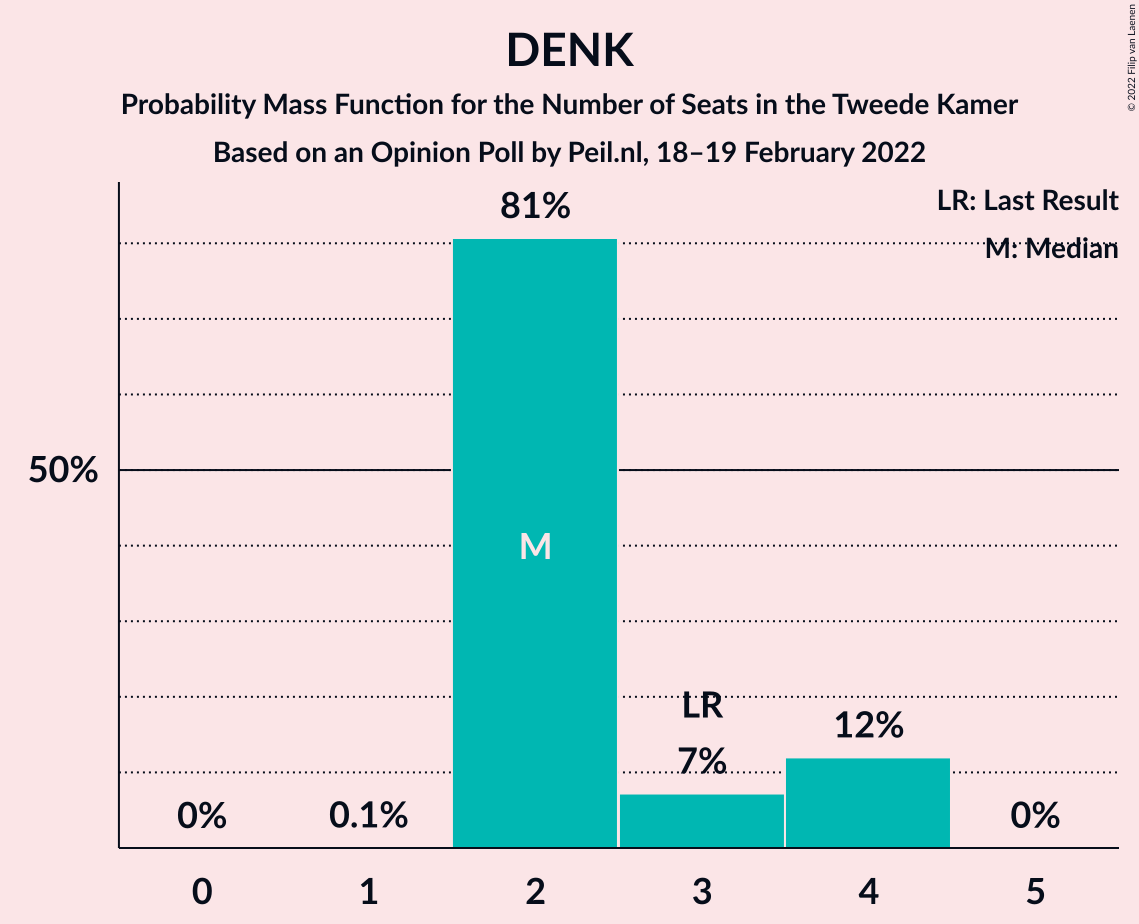 DENK
Probability Mass Function for the Number of Seats in the Tweede Kamer
Based on an Opinion Poll by Peil.nl, 18–19 February 2022
© 2022 Filip van Laenen
LR: Last Result
M: Median
81%
50%
M
LR
12%
7%
0%
0.1%
0%
0 1 2 3 4 5